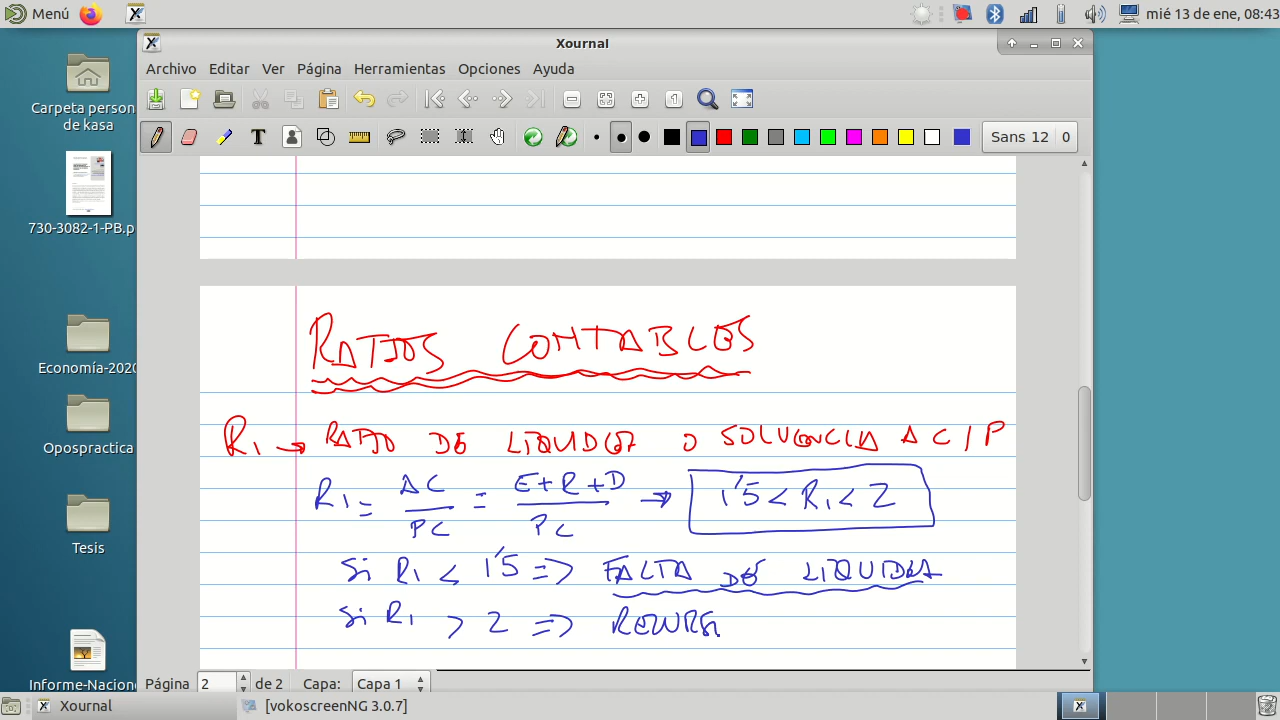 Menú mié 13 de ene, 08:43
Xournal
Archivo Editar Ver Página Herramientas Opciones Ayuda
Sans 12 0
Carpeta person
de kasa
730-3082-1-PB.p
Economía-2020
Opospractica
Tesis
Informe-Nacion
RATIOS CONTABLES
R1 → RATIO DE LIQUIDEZ O SOLVENCIA A C/P
R1 = AC / PC = E+R+D / PC → 1'5 < R1 < 2
Si R1 < 1'5 => FALTA DE LIQUIDEZ
Si R1 > 2 => RECURS
Página 2 de 2 Capa: Capa 1
Xournal [vokoscreenNG 3.0.7]